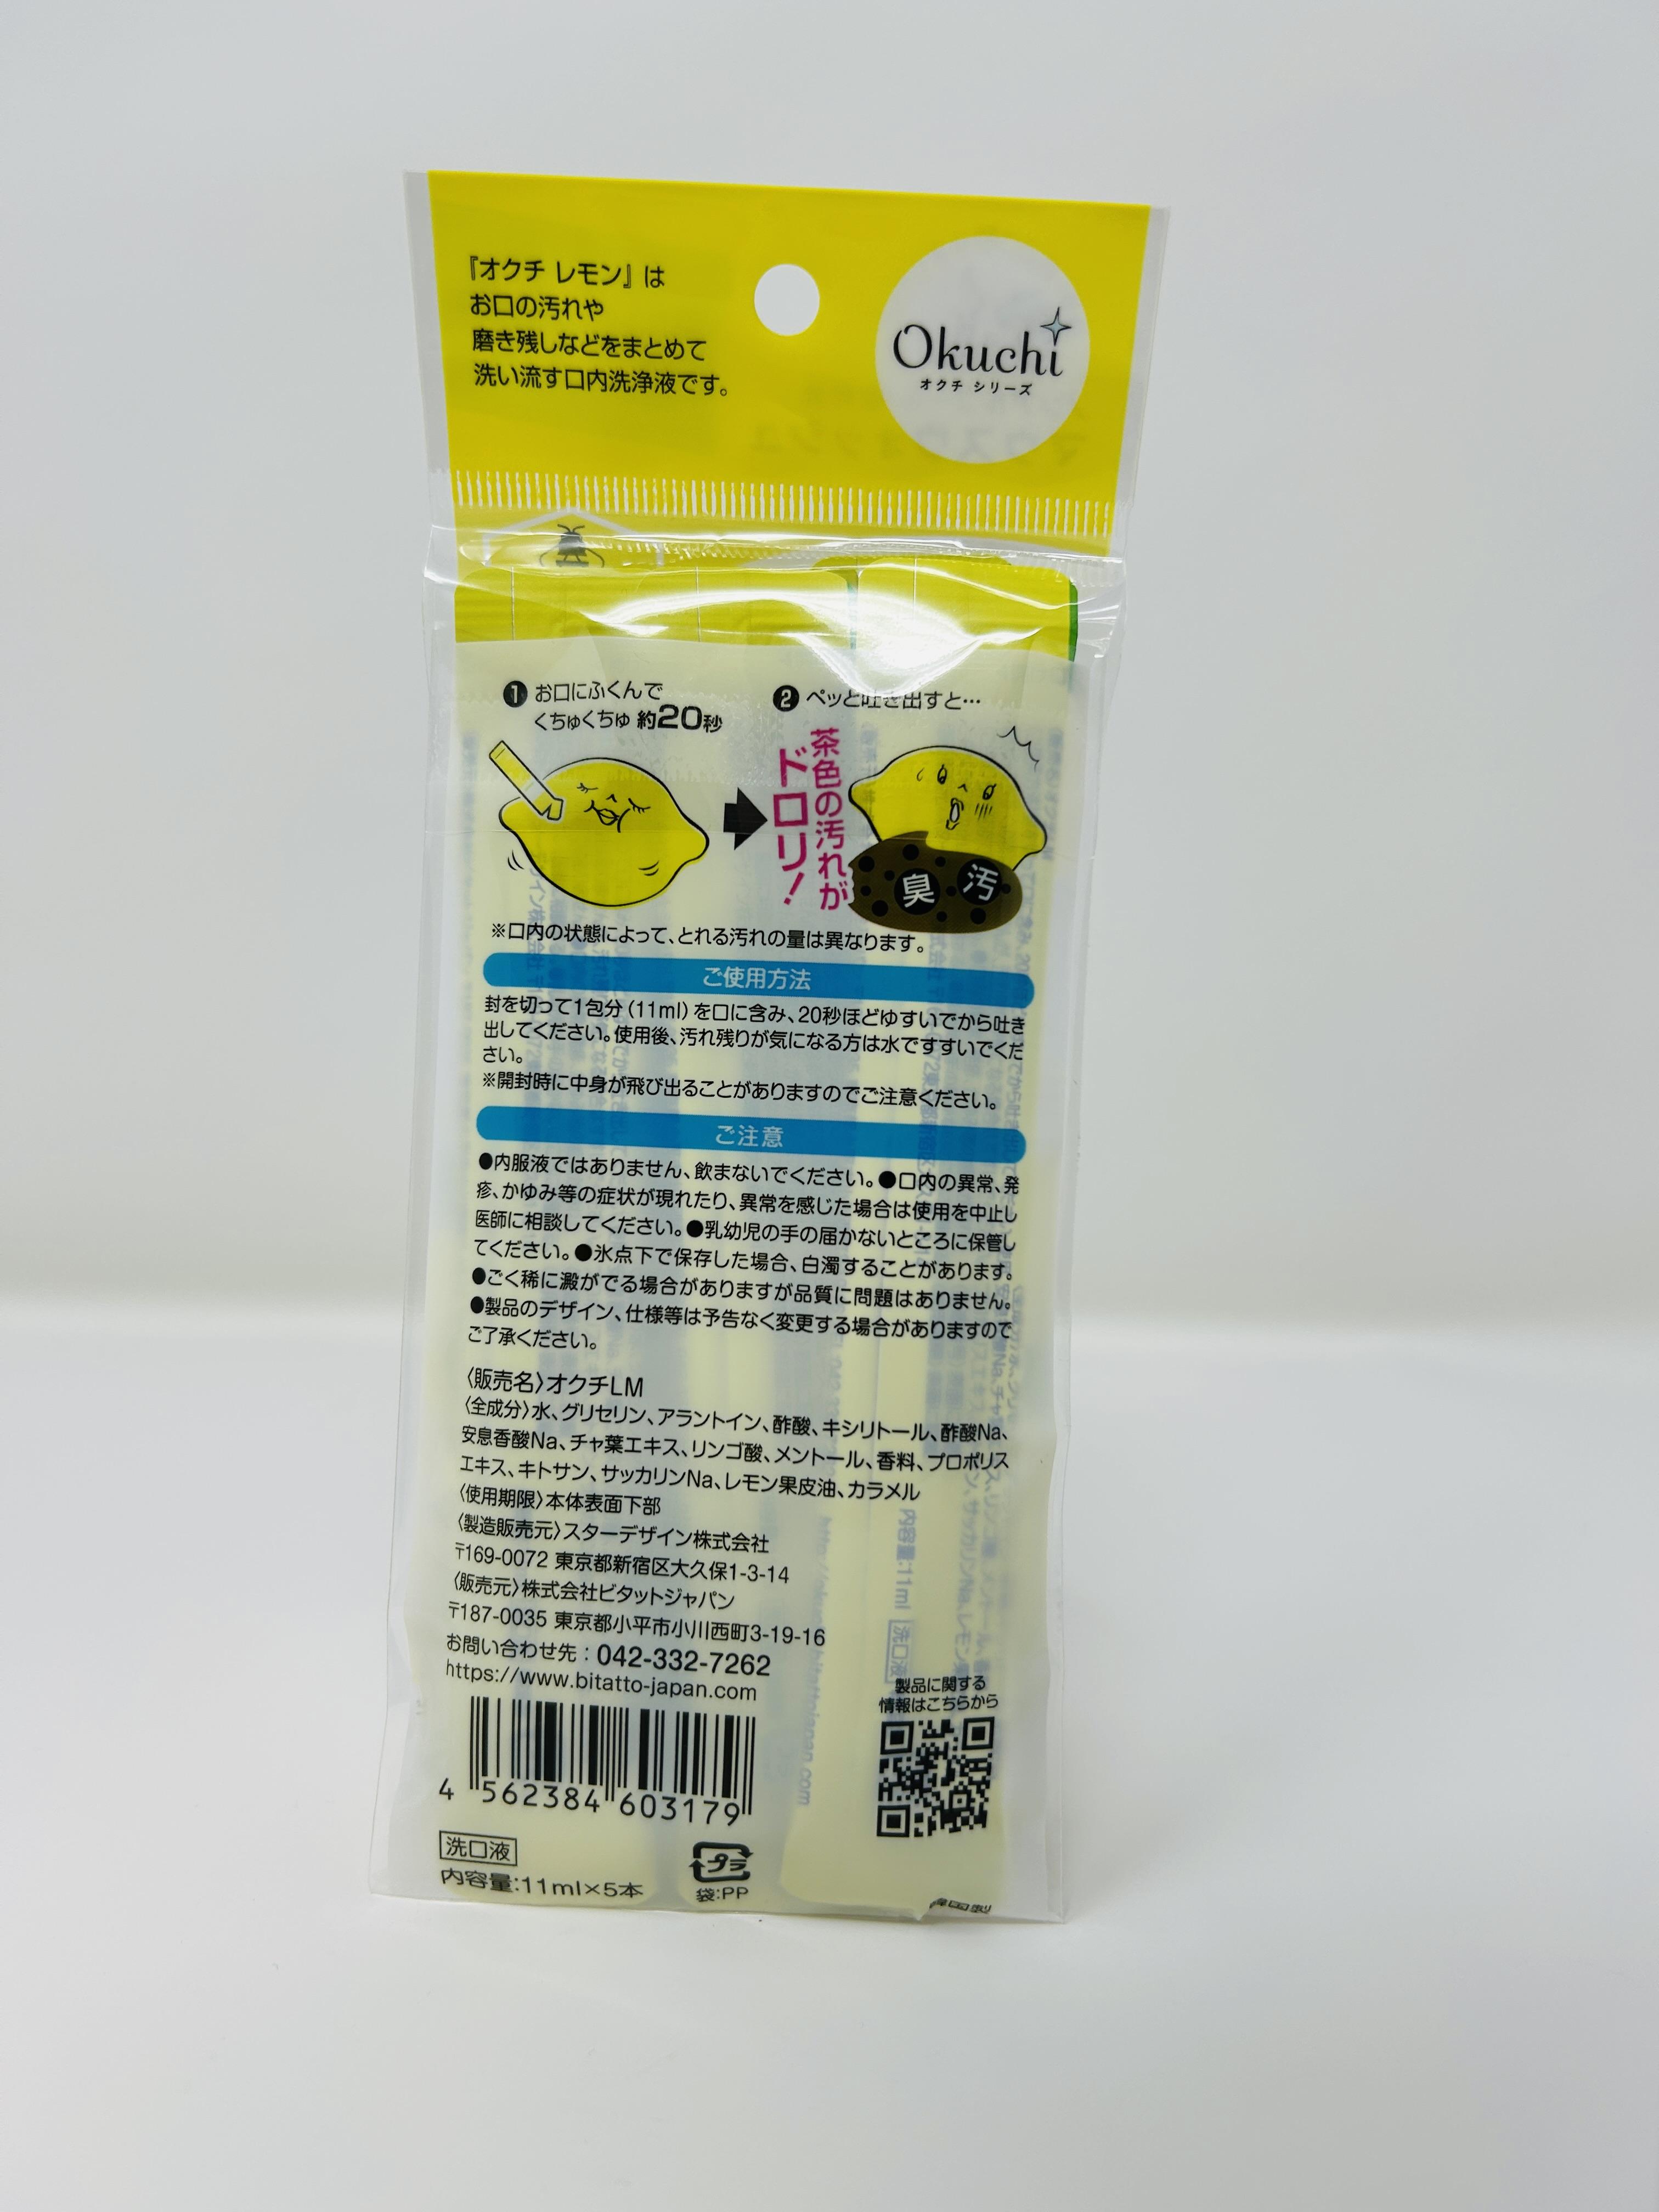 『オクチ レモン』は
お口の汚れや
磨き残しなどをまとめて
洗い流す口内洗浄液です。
Okuchi
オクチ シリーズ
❶ お口にふくんで
くちゅくちゅ 約20秒
❷ ペッと吐き出すと…
茶色の汚れが
ドロリ!
臭 汚
※口内の状態によって、とれる汚れの量は異なります。
ご使用方法
封を切って1包分(11ml)を口に含み、20秒ほどゆすいでから吐き
出してください。使用後、汚れ残りが気になる方は水ですすいでくだ
さい。
※開封時に中身が飛び出ることがありますのでご注意ください。
ご注意
●内服液ではありません、飲まないでください。●口内の異常、発
疹、かゆみ等の症状が現れたり、異常を感じた場合は使用を中止し
医師に相談してください。●乳幼児の手の届かないところに保管し
てください。●氷点下で保存した場合、白濁することがあります。
●ごく稀に澱がでる場合がありますが品質に問題はありません。
●製品のデザイン、仕様等は予告なく変更する場合がありますので
ご了承ください。
〈販売名〉オクチLM
〈全成分〉水、グリセリン、アラントイン、酢酸、キシリトール、酢酸Na、
安息香酸Na、チャ葉エキス、リンゴ酸、メントール、香料、プロポリス
エキス、キトサン、サッカリンNa、レモン果皮油、カラメル
〈使用期限〉本体表面下部
〈製造販売元〉スターデザイン株式会社
〒169-0072 東京都新宿区大久保1-3-14
〈販売元〉株式会社ビタットジャパン
〒187-0035 東京都小平市小川西町3-19-16
お問い合わせ先：042-332-7262
https://www.bitatto-japan.com
製品に関する
情報はこちらから
4 562384 603179
洗口液
内容量:11ml×5本
プラ
袋:PP
韓国製